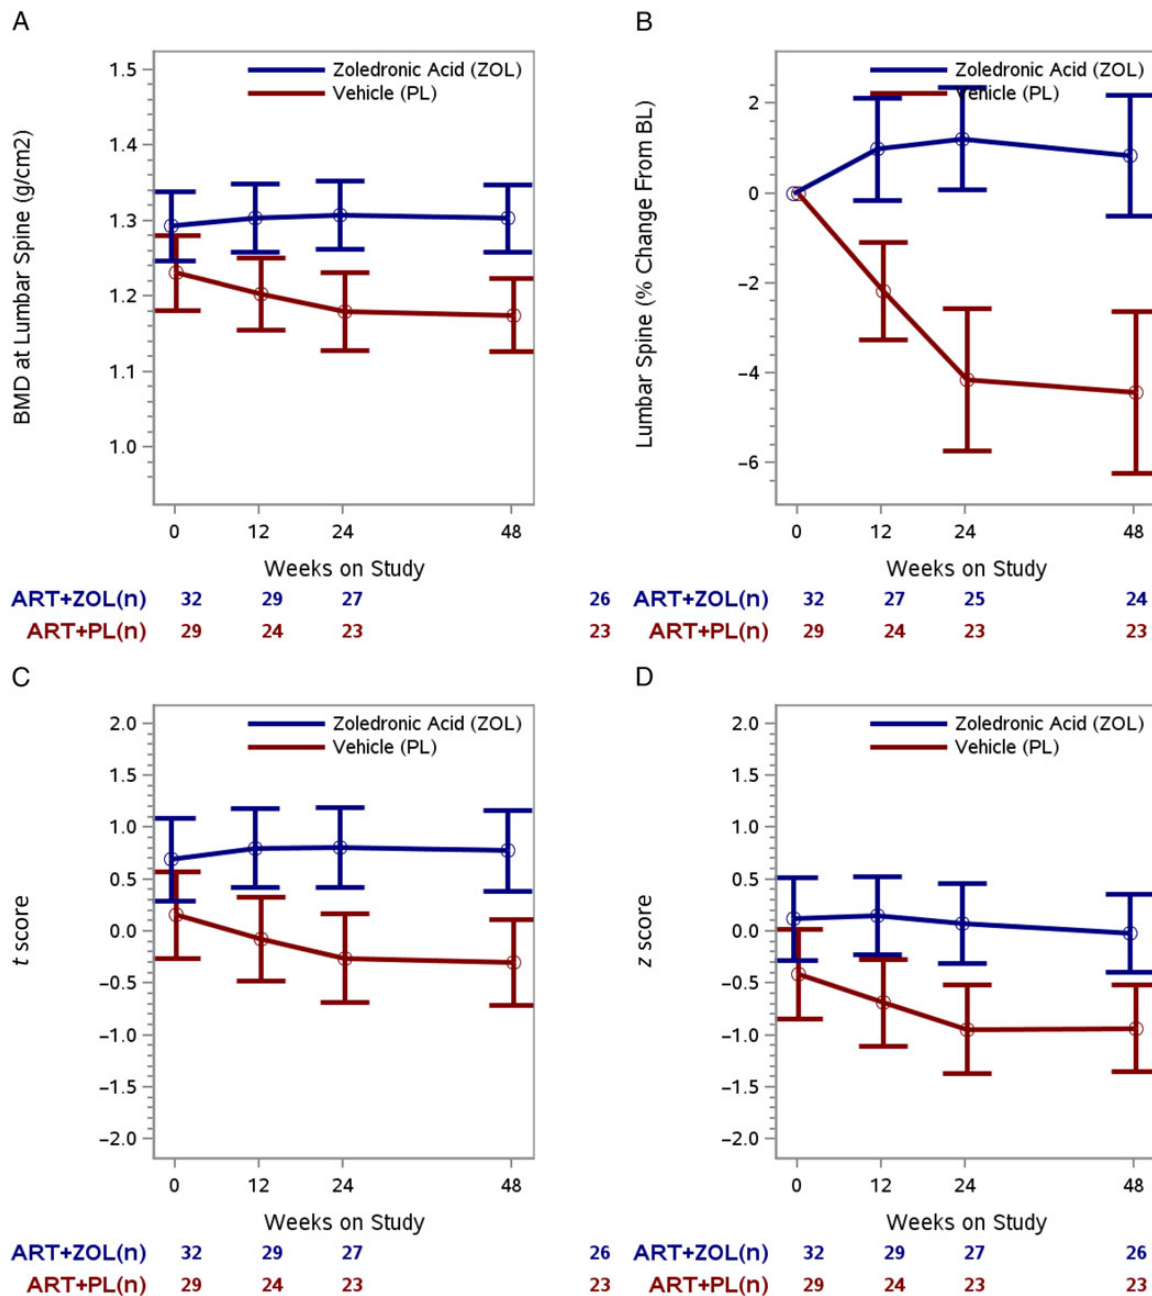 A
Zoledronic Acid (ZOL)
Vehicle (PL)
1.5
1.4
1.3
1.2
1.1
1.0
BMD at Lumbar Spine (g/cm2)
0 12 24 48
Weeks on Study
ART+ZOL(n) 32 29 27 26
ART+PL(n) 29 24 23 23
B
Zoledronic Acid (ZOL)
Vehicle (PL)
2
0
−2
−4
−6
Lumbar Spine (% Change From BL)
0 12 24 48
Weeks on Study
ART+ZOL(n) 32 27 25 24
ART+PL(n) 29 24 23 23
C
Zoledronic Acid (ZOL)
Vehicle (PL)
2.0
1.5
1.0
0.5
0.0
−0.5
−1.0
−1.5
−2.0
t score
0 12 24 48
Weeks on Study
ART+ZOL(n) 32 29 27 26
ART+PL(n) 29 24 23 23
D
Zoledronic Acid (ZOL)
Vehicle (PL)
2.0
1.5
1.0
0.5
0.0
−0.5
−1.0
−1.5
−2.0
z score
0 12 24 48
Weeks on Study
ART+ZOL(n) 32 29 27 26
ART+PL(n) 29 24 23 23